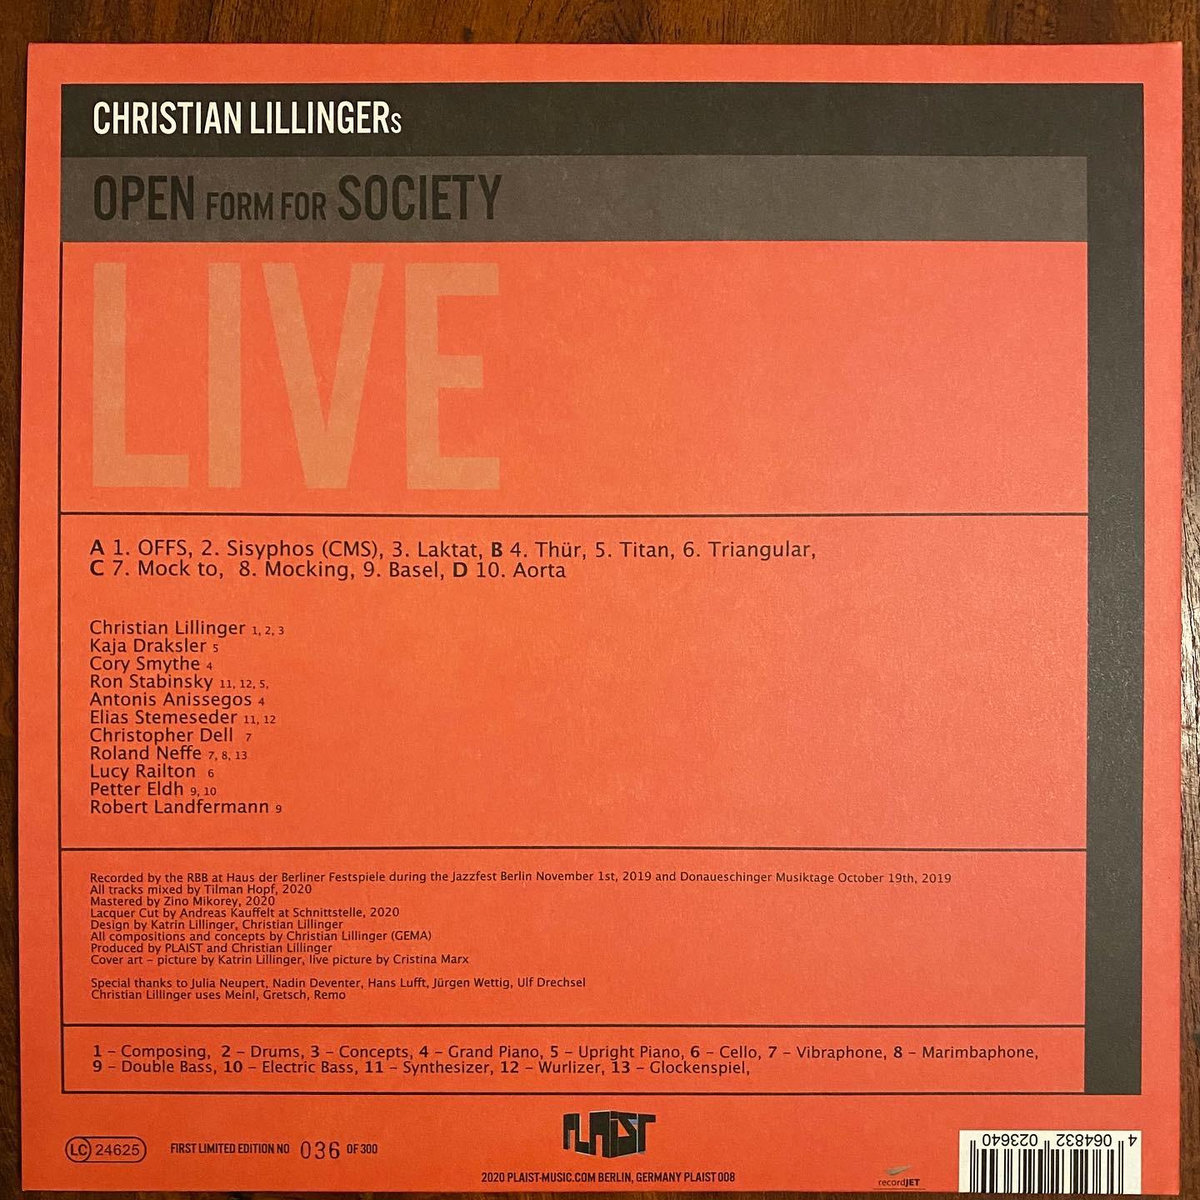 CHRISTIAN LILLINGERs
OPEN FORM FOR SOCIETY
LIVE
A 1. OFFS, 2. Sisyphos (CMS), 3. Laktat, B 4. Thür, 5. Titan, 6. Triangular,
C 7. Mock to, 8. Mocking, 9. Basel, D 10. Aorta
Christian Lillinger 1, 2, 3
Kaja Draksler 5
Cory Smythe 4
Ron Stabinsky 11, 12, 5,
Antonis Anissegos 4
Elias Stemeseder 11, 12
Christopher Dell 7
Roland Neffe 7, 8, 13
Lucy Railton 6
Petter Eldh 9, 10
Robert Landfermann 9
Recorded by the RBB at Haus der Berliner Festspiele during the Jazzfest Berlin November 1st, 2019 and Donaueschinger Musiktage October 19th, 2019
All tracks mixed by Tilman Hopf, 2020
Mastered by Zino Mikorey, 2020
Lacquer Cut by Andreas Kauffelt at Schnittstelle, 2020
Design by Katrin Lillinger, Christian Lillinger
All compositions and concepts by Christian Lillinger (GEMA)
Produced by PLAIST and Christian Lillinger
Cover art – picture by Katrin Lillinger, live picture by Cristina Marx
Special thanks to Julia Neupert, Nadin Deventer, Hans Lufft, Jürgen Wettig, Ulf Drechsel
Christian Lillinger uses Meinl, Gretsch, Remo
1 – Composing, 2 – Drums, 3 – Concepts, 4 – Grand Piano, 5 – Upright Piano, 6 – Cello, 7 – Vibraphone, 8 – Marimbaphone,
9 – Double Bass, 10 – Electric Bass, 11 – Synthesizer, 12 – Wurlizer, 13 – Glockenspiel,
LC 24625
FIRST LIMITED EDITION NO 036 OF 300
PLAIST
2020 PLAIST-MUSIC.COM BERLIN, GERMANY PLAIST 008
recordJET
4 064832 023640